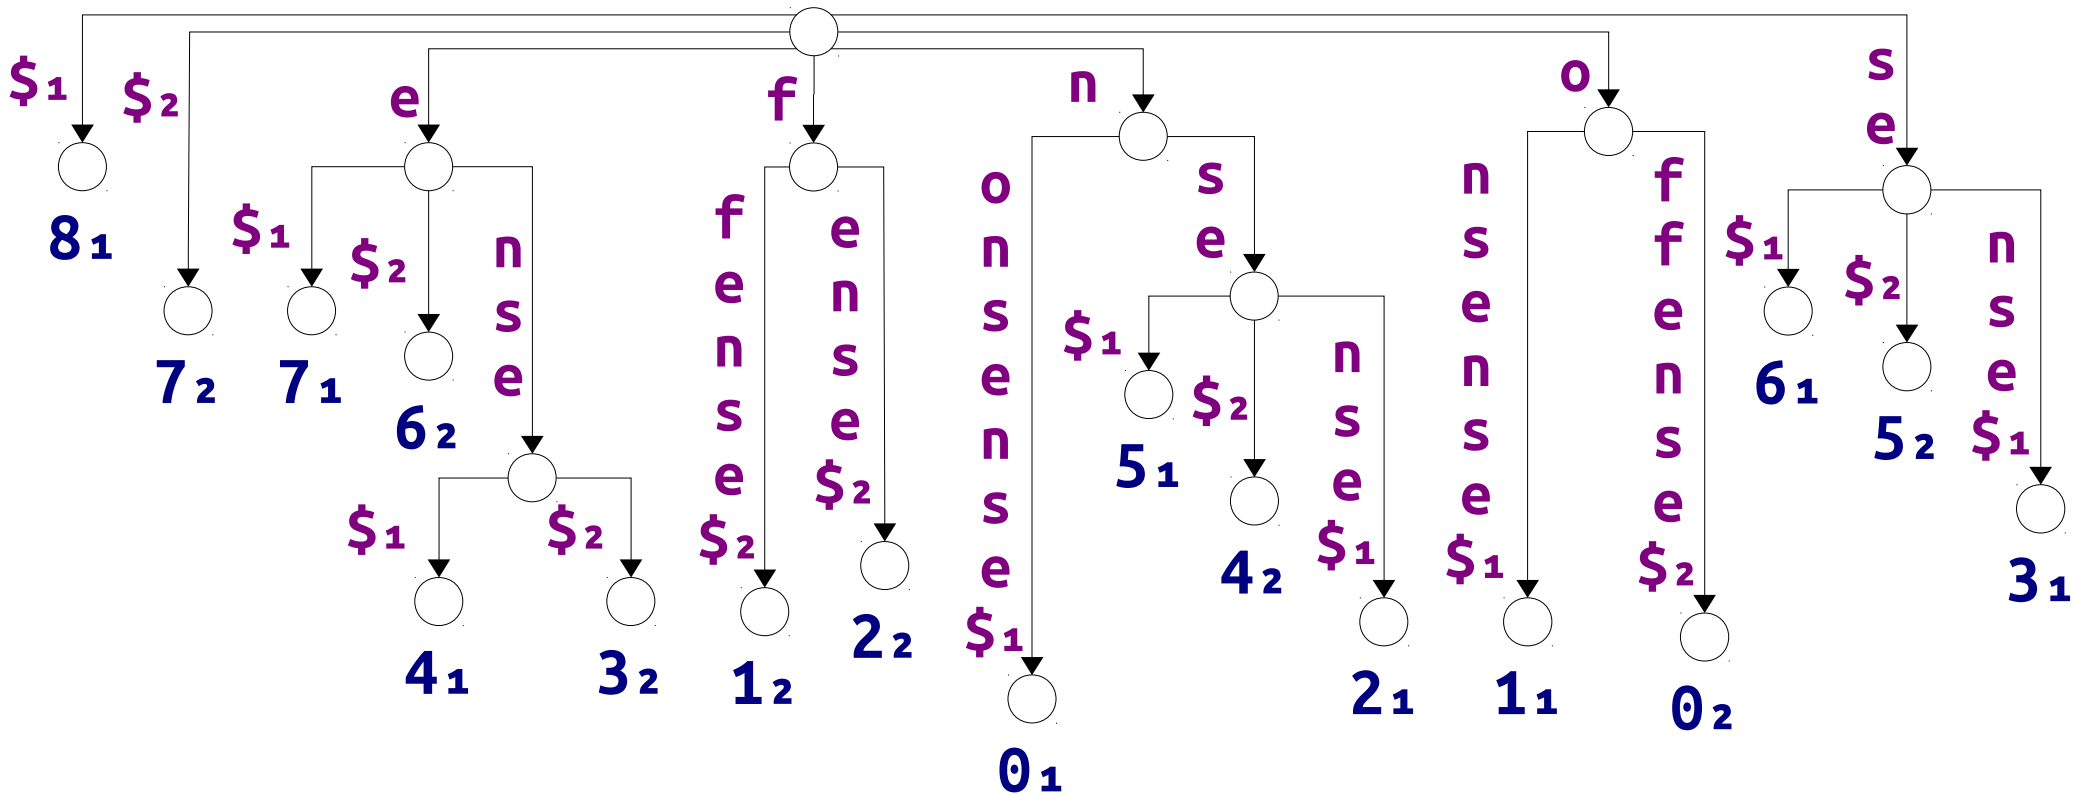 $₁
$₂
e
f
n
o
se
8₁
7₂
$₁
$₂
nse
7₁
6₂
$₁
$₂
4₁
3₂
fense$₂
ense$₂
1₂
2₂
onsense$₁
se
0₁
$₁
$₂
nse$₁
5₁
4₂
2₁
nsense$₁
ffense$₂
1₁
0₂
$₁
$₂
nse$₁
6₁
5₂
3₁